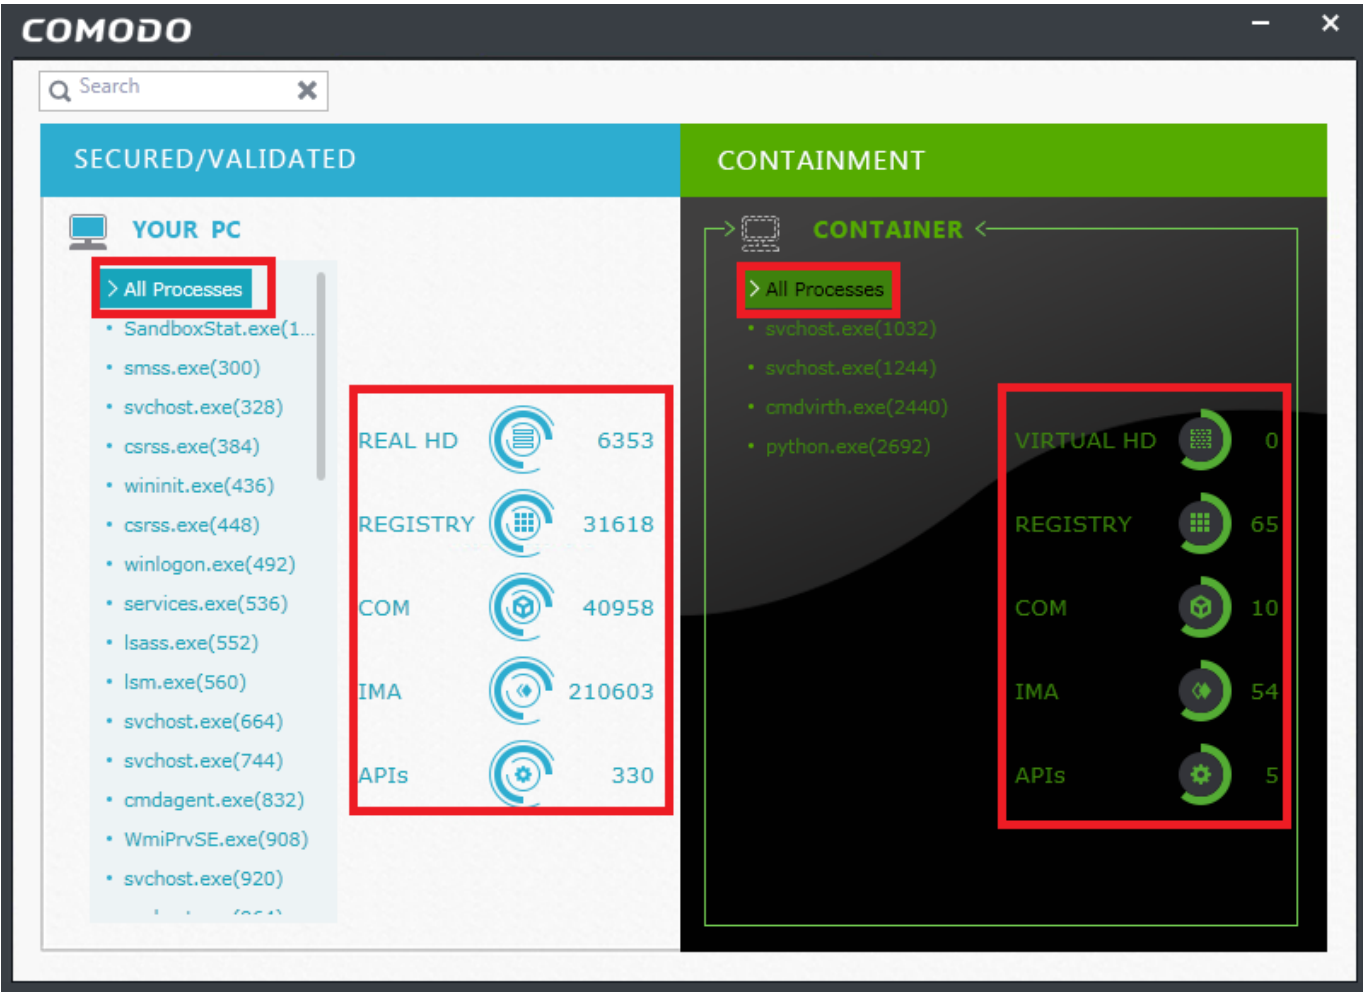 COMODO
Search
SECURED/VALIDATED
YOUR PC
> All Processes
• SandboxStat.exe(1...
• smss.exe(300)
• svchost.exe(328)
• csrss.exe(384)
• wininit.exe(436)
• csrss.exe(448)
• winlogon.exe(492)
• services.exe(536)
• lsass.exe(552)
• lsm.exe(560)
• svchost.exe(664)
• svchost.exe(744)
• cmdagent.exe(832)
• WmiPrvSE.exe(908)
• svchost.exe(920)
REAL HD 6353
REGISTRY 31618
COM 40958
IMA 210603
APIs 330
CONTAINMENT
CONTAINER
> All Processes
• svchost.exe(1032)
• svchost.exe(1244)
• cmdvirth.exe(2440)
• python.exe(2692)
VIRTUAL HD 0
REGISTRY 65
COM 10
IMA 54
APIs 5